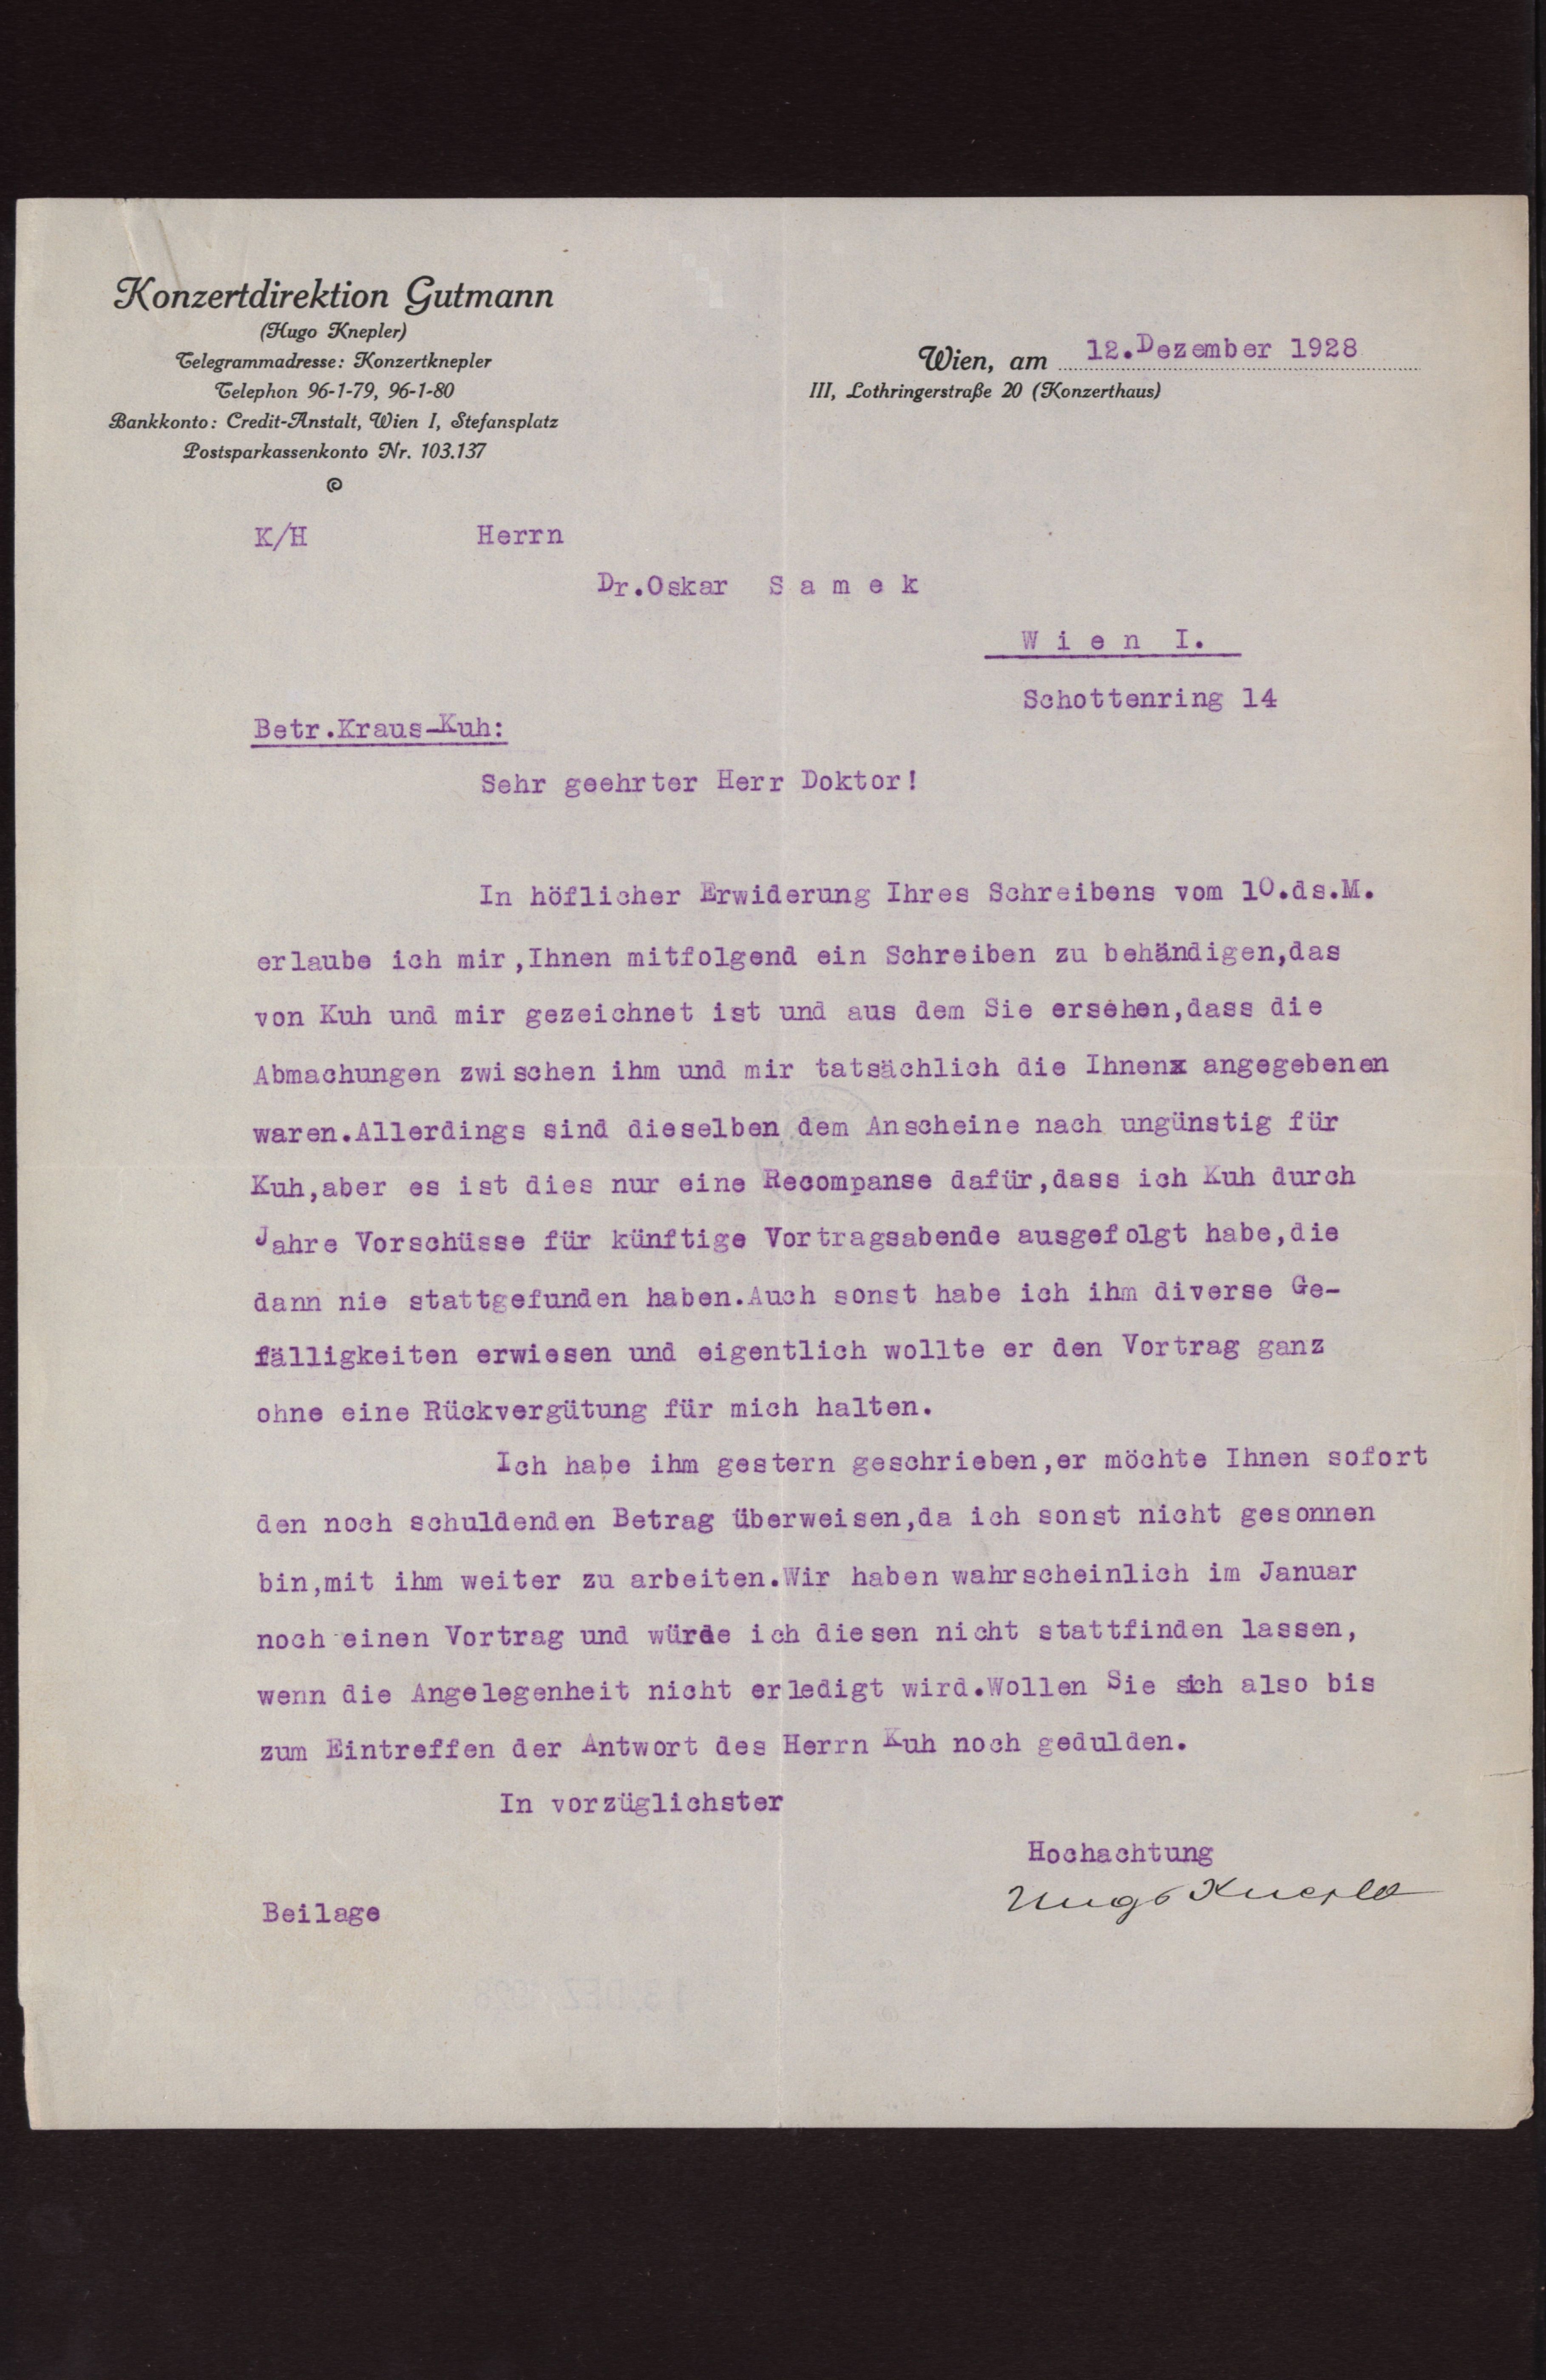 Konzertdirektion Gutmann
(Hugo Knepler)
Telegrammadresse: Konzertknepler
Telephon 96-1-79, 96-1-80
Bankkonto: Credit-Anstalt, Wien I, Stefansplatz
Postsparkassenkonto Nr. 103.137
Wien, am 12.Dezember 1928
III, Lothringerstraße 20 (Konzerthaus)
K/H Herrn
Dr.Oskar S a m e k
W i e n I.
Schottenring 14
Betr.Kraus-Kuh:
Sehr geehrter Herr Doktor!
In höflicher Erwiderung Ihres Schreibens vom 10.ds.M.
erlaube ich mir,Ihnen mitfolgend ein Schreiben zu behändigen,das
von Kuh und mir gezeichnet ist und aus dem Sie ersehen,dass die
Abmachungen zwischen ihm und mir tatsächlich die Ihnenx angegebenen
waren.Allerdings sind dieselben dem Anscheine nach ungünstig für
Kuh,aber es ist dies nur eine Recompanse dafür,dass ich Kuh durch
Jahre Vorschüsse für künftige Vortragsabende ausgefolgt habe,die
dann nie stattgefunden haben.Auch sonst habe ich ihm diverse Ge-
fälligkeiten erwiesen und eigentlich wollte er den Vortrag ganz
ohne eine Rückvergütung für mich halten.
Ich habe ihm gestern geschrieben,er möchte Ihnen sofort
den noch schuldenden Betrag überweisen,da ich sonst nicht gesonnen
bin,mit ihm weiter zu arbeiten.Wir haben wahrscheinlich im Januar
noch einen Vortrag und würde ich diesen nicht stattfinden lassen,
wenn die Angelegenheit nicht erledigt wird.Wollen Sie sich also bis
zum Eintreffen der Antwort des Herrn Kuh noch gedulden.
In vorzüglichster
Hochachtung
Hugo Knepler
Beilage